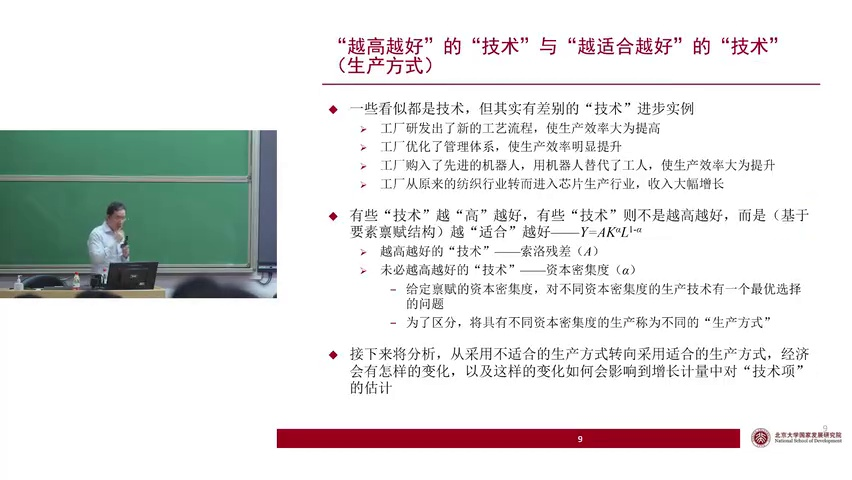 “越高越好”的“技术”与“越适合越好”的“技术”
（生产方式）
一些看似都是技术，但其实有差别的“技术”进步实例
工厂研发出了新的工艺流程，使生产效率大为提高
工厂优化了管理体系，使生产效率明显提升
工厂购入了先进的机器人，用机器人替代了工人，使生产效率大为提升
工厂从原来的纺织行业转而进入芯片生产行业，收入大幅增长
有些“技术”越“高”越好，有些“技术”则不是越高越好，而是（基于
要素禀赋结构）越“适合”越好——Y=AKᵅL¹⁻ᵅ
越高越好的“技术”——索洛残差（A）
未必越高越好的“技术”——资本密集度（α）
给定禀赋的资本密集度，对不同资本密集度的生产技术有一个最优选择
的问题
为了区分，将具有不同资本密集度的生产称为不同的“生产方式”
接下来将分析，从采用不适合的生产方式转向采用适合的生产方式，经济
会有怎样的变化，以及这样的变化如何会影响到增长计量中对“技术项”
的估计
9
9
北京大学国家发展研究院
National School of Development